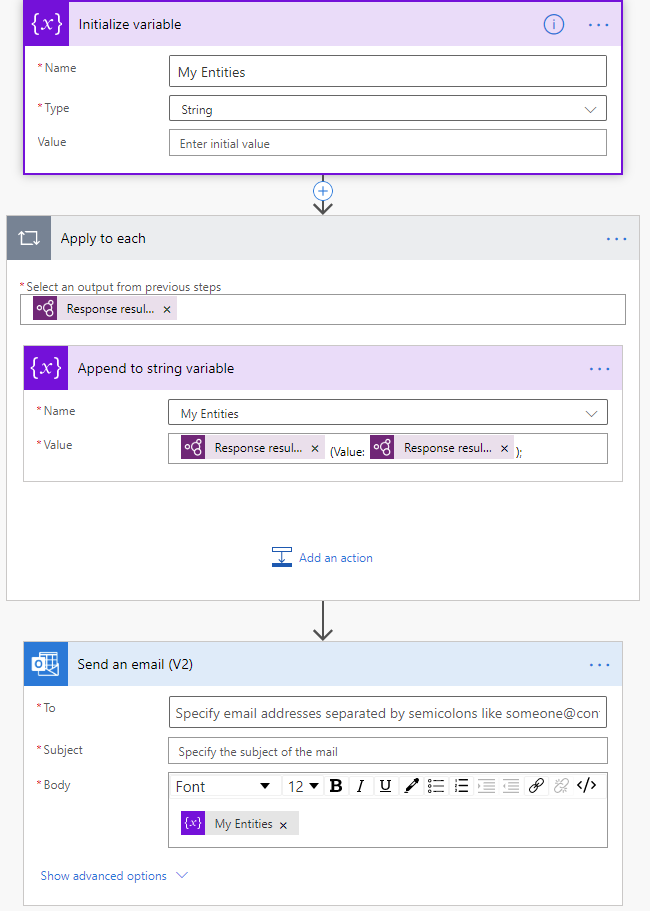 {x} Initialize variable
* Name My Entities
* Type String
Value Enter initial value
Apply to each
* Select an output from previous steps
Response resul... ×
{x} Append to string variable
* Name My Entities
* Value Response resul... × (Value: Response resul... × );
Add an action
Send an email (V2)
* To Specify email addresses separated by semicolons like someone@con
* Subject Specify the subject of the mail
* Body Font 12 B I U </>
{x} My Entities ×
Show advanced options